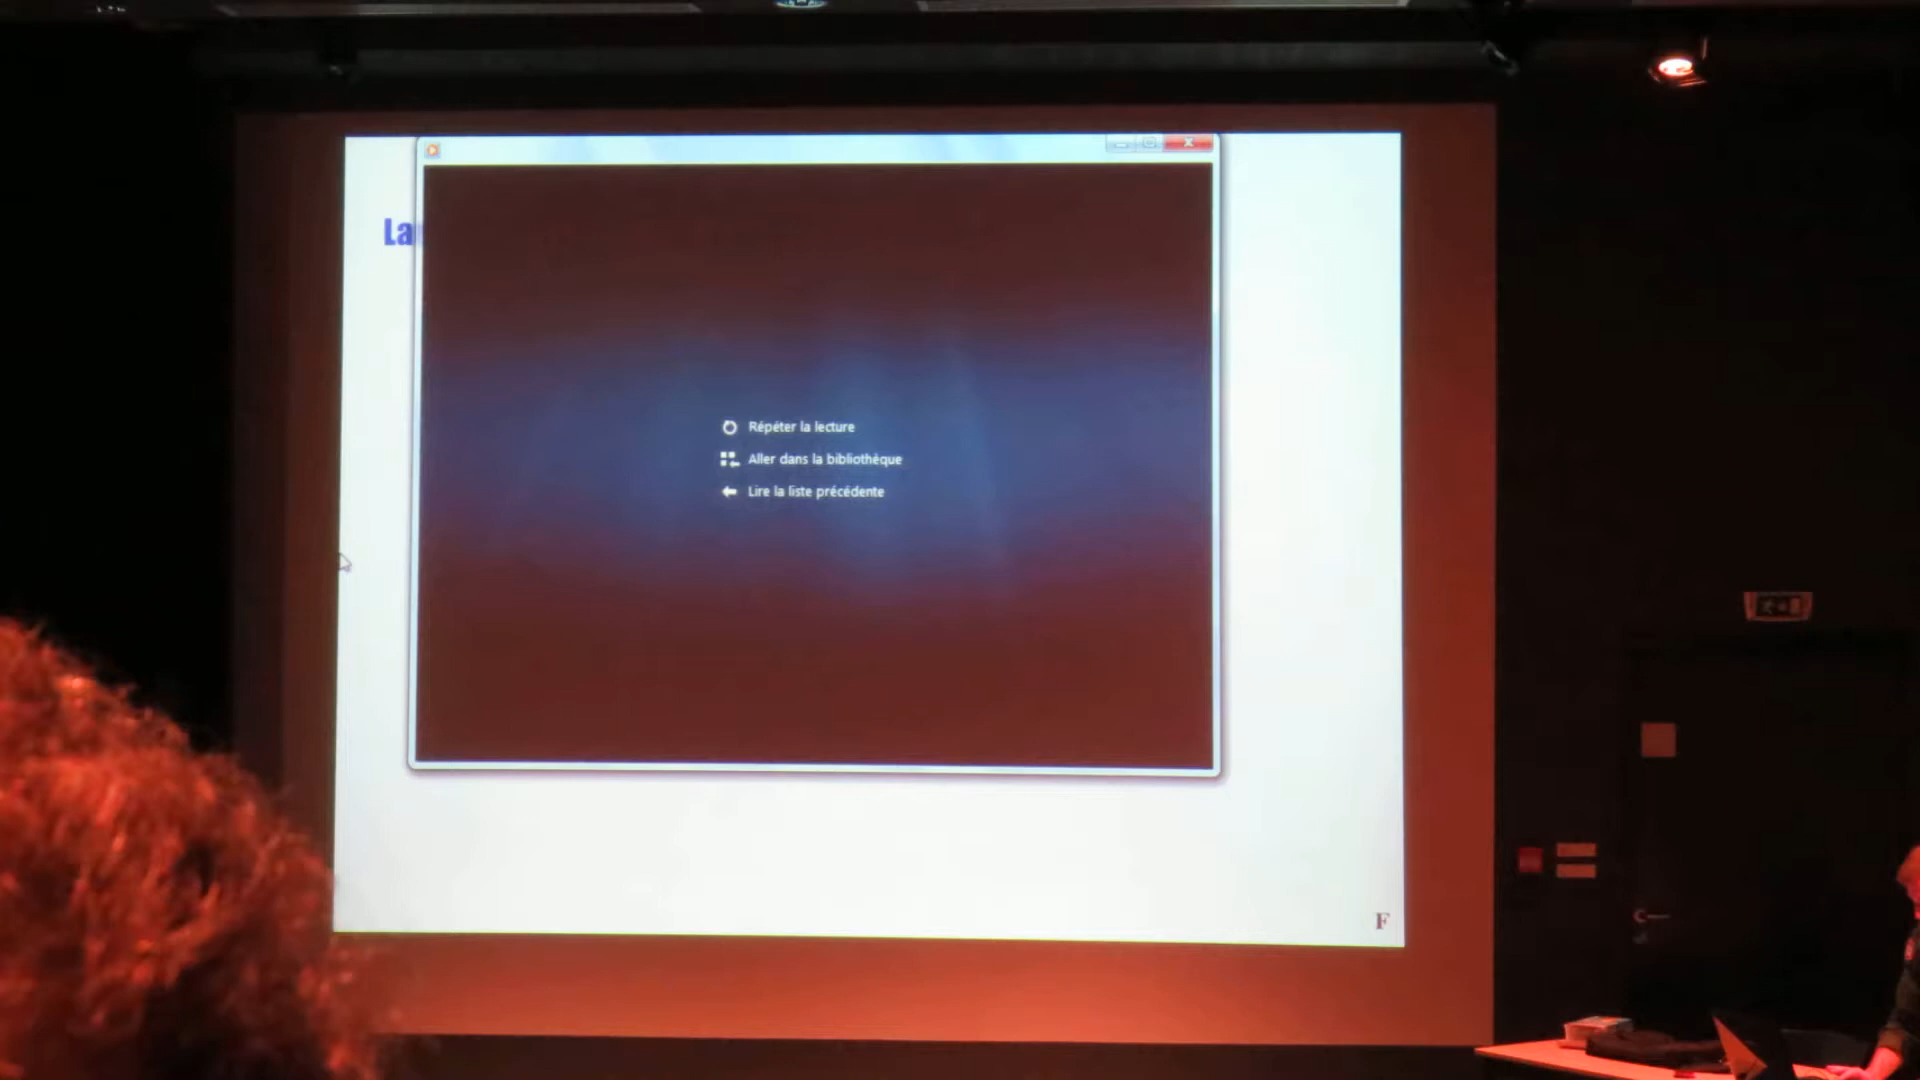 La
Répéter la lecture
Aller dans la bibliothèque
Lire la liste précédente
F